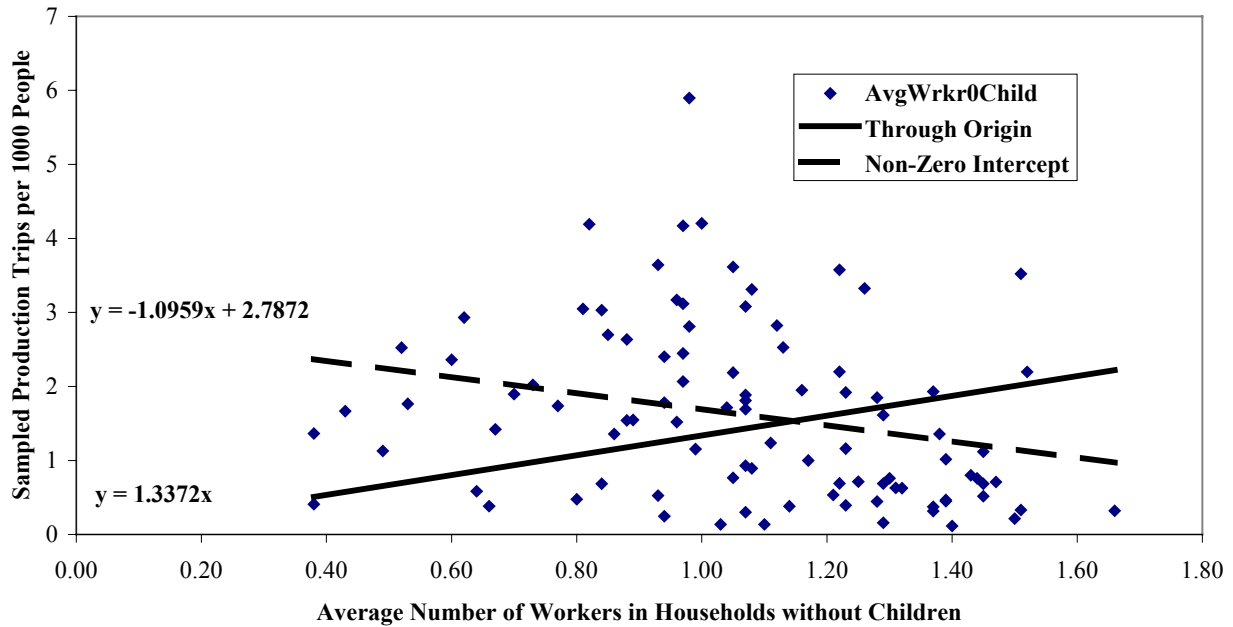 7
6
5
4
3
2
1
0
Sampled Production Trips per 1000 People
AvgWrkr0Child
Through Origin
Non-Zero Intercept
y = -1.0959x + 2.7872
y = 1.3372x
0.00 0.20 0.40 0.60 0.80 1.00 1.20 1.40 1.60 1.80
Average Number of Workers in Households without Children